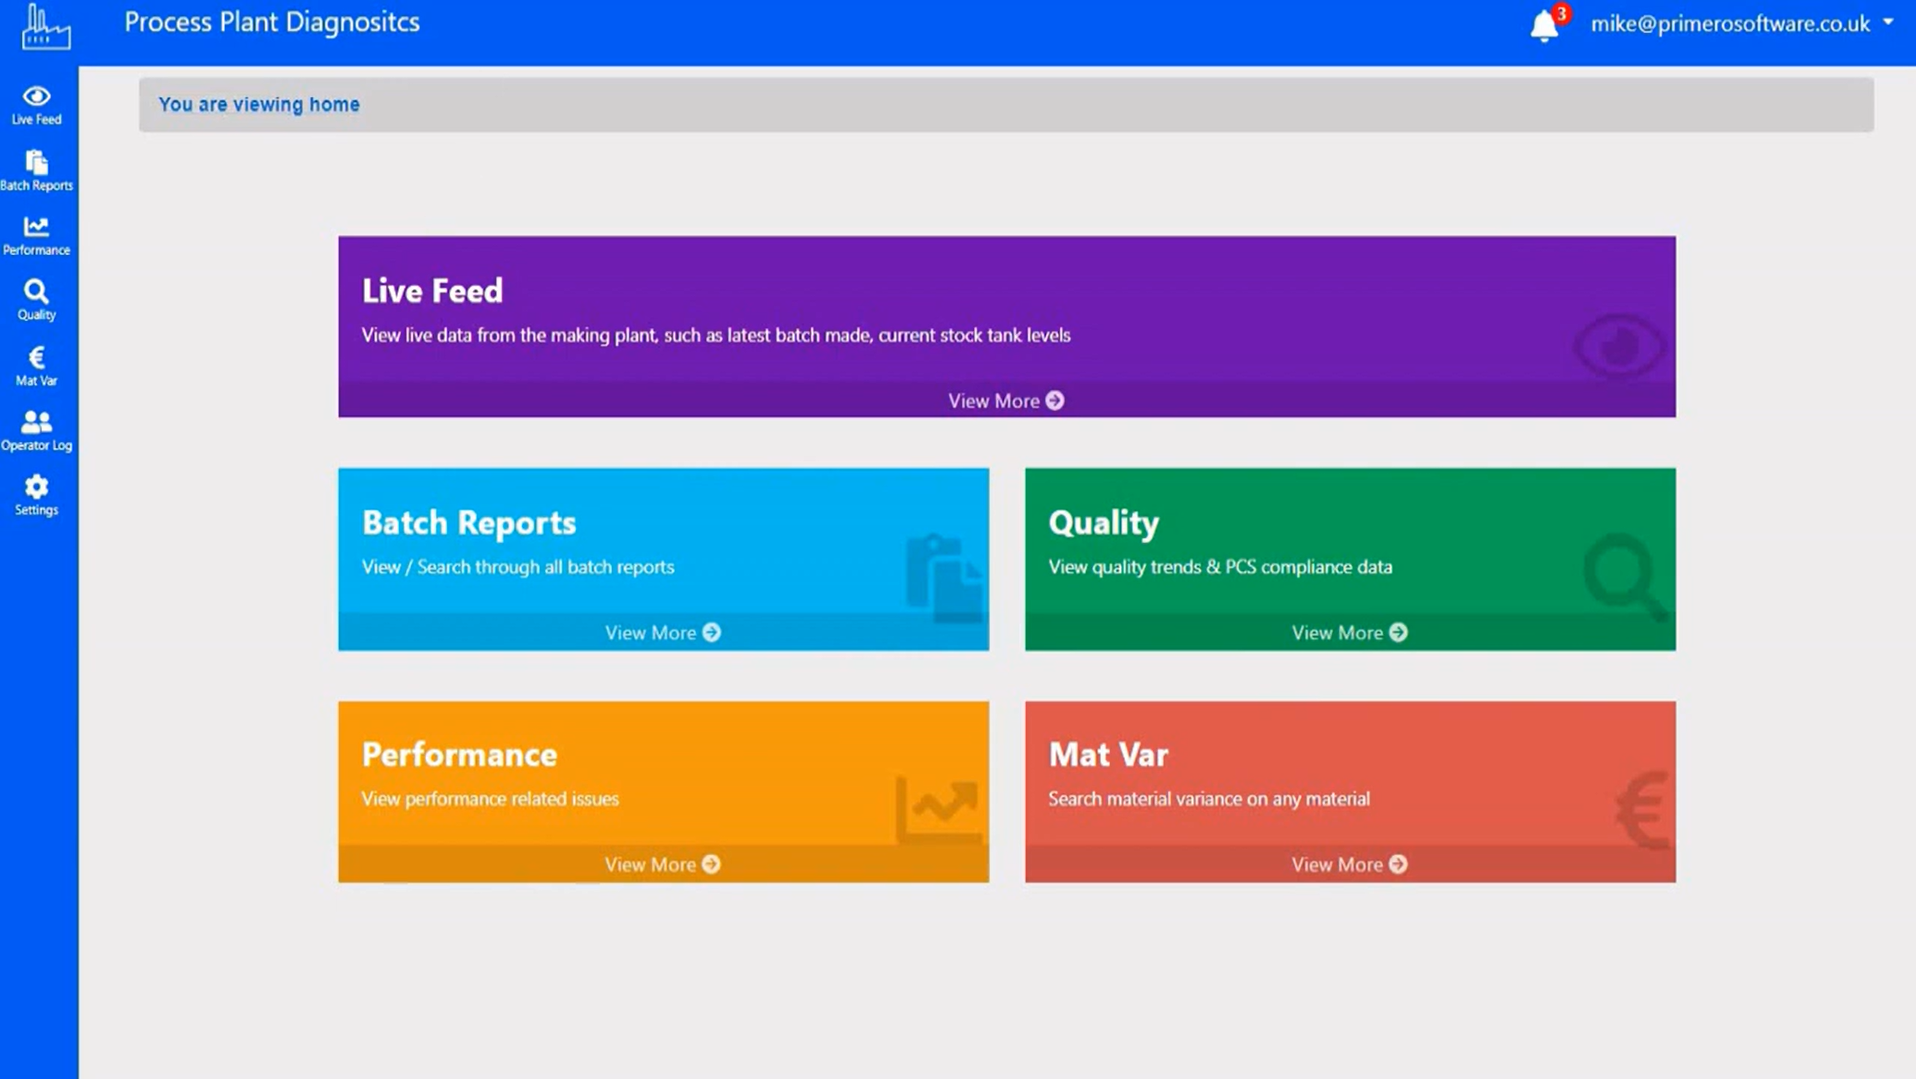 Process Plant Diagnositcs
3
mike@primerosoftware.co.uk
Live Feed
Batch Reports
Performance
Quality
€
Mat Var
Operator Log
Settings
You are viewing home
Live Feed
View live data from the making plant, such as latest batch made, current stock tank levels
View More
Batch Reports
View / Search through all batch reports
View More
Quality
View quality trends & PCS compliance data
View More
Performance
View performance related issues
View More
Mat Var
Search material variance on any material
€
View More